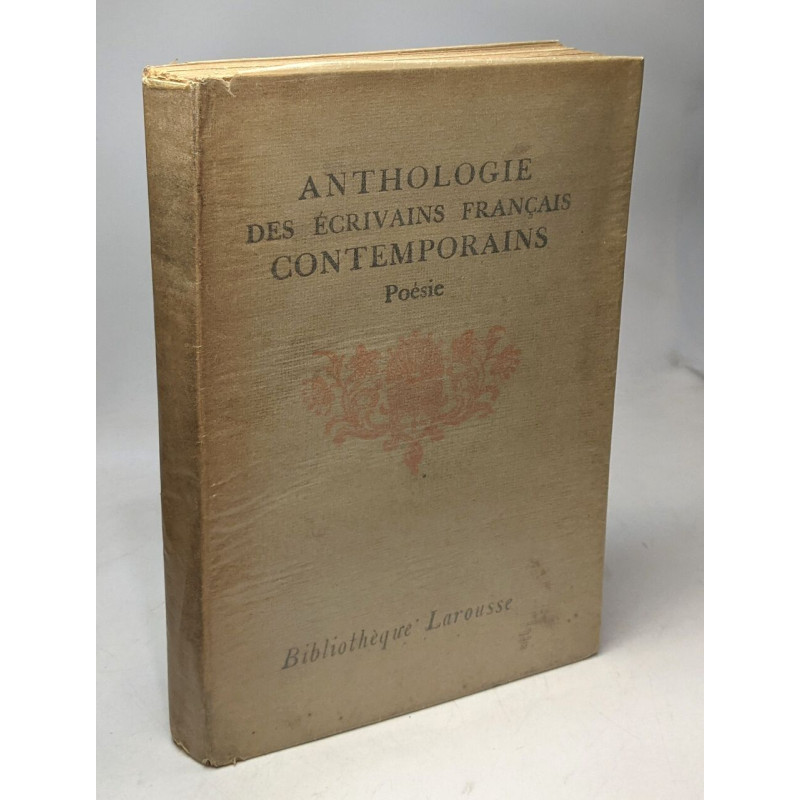 ANTHOLOGIE
DES ÉCRIVAINS FRANÇAIS
CONTEMPORAINS
Poésie
Bibliothèque Larousse